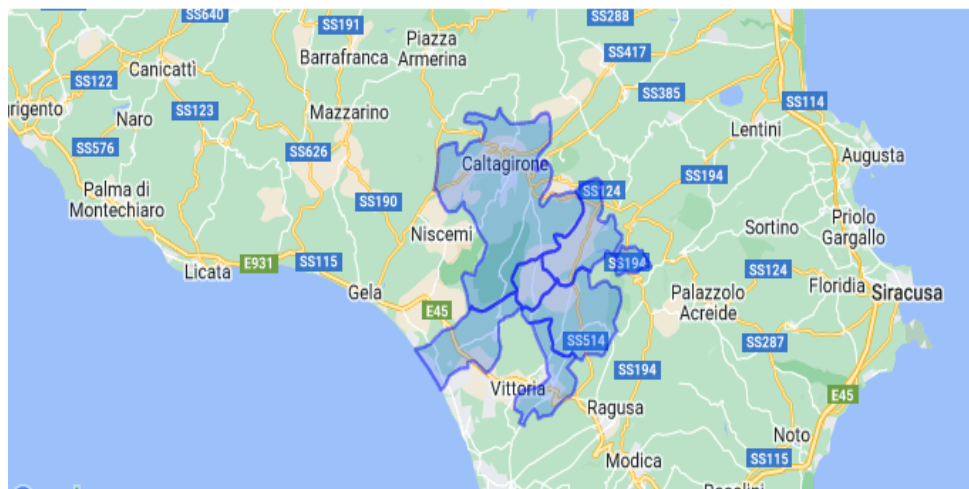 SS640
SS191
SS288
Piazza
Armerina
Barrafranca
SS417
Canicattì
SS122
SS385
Mazzarino
SS114
SS123
Naro
Lentini
SS576
SS626
Augusta
Caltagirone
SS194
Palma di
Montechiaro
SS124
SS190
Priolo
Gargallo
Sortino
Niscemi
SS115
E931
SS194
SS124
Licata
Floridia
Siracusa
Gela
Palazzolo
Acreide
E45
SS514
SS287
SS194
Vittoria
E45
Ragusa
Noto
Modica
SS115